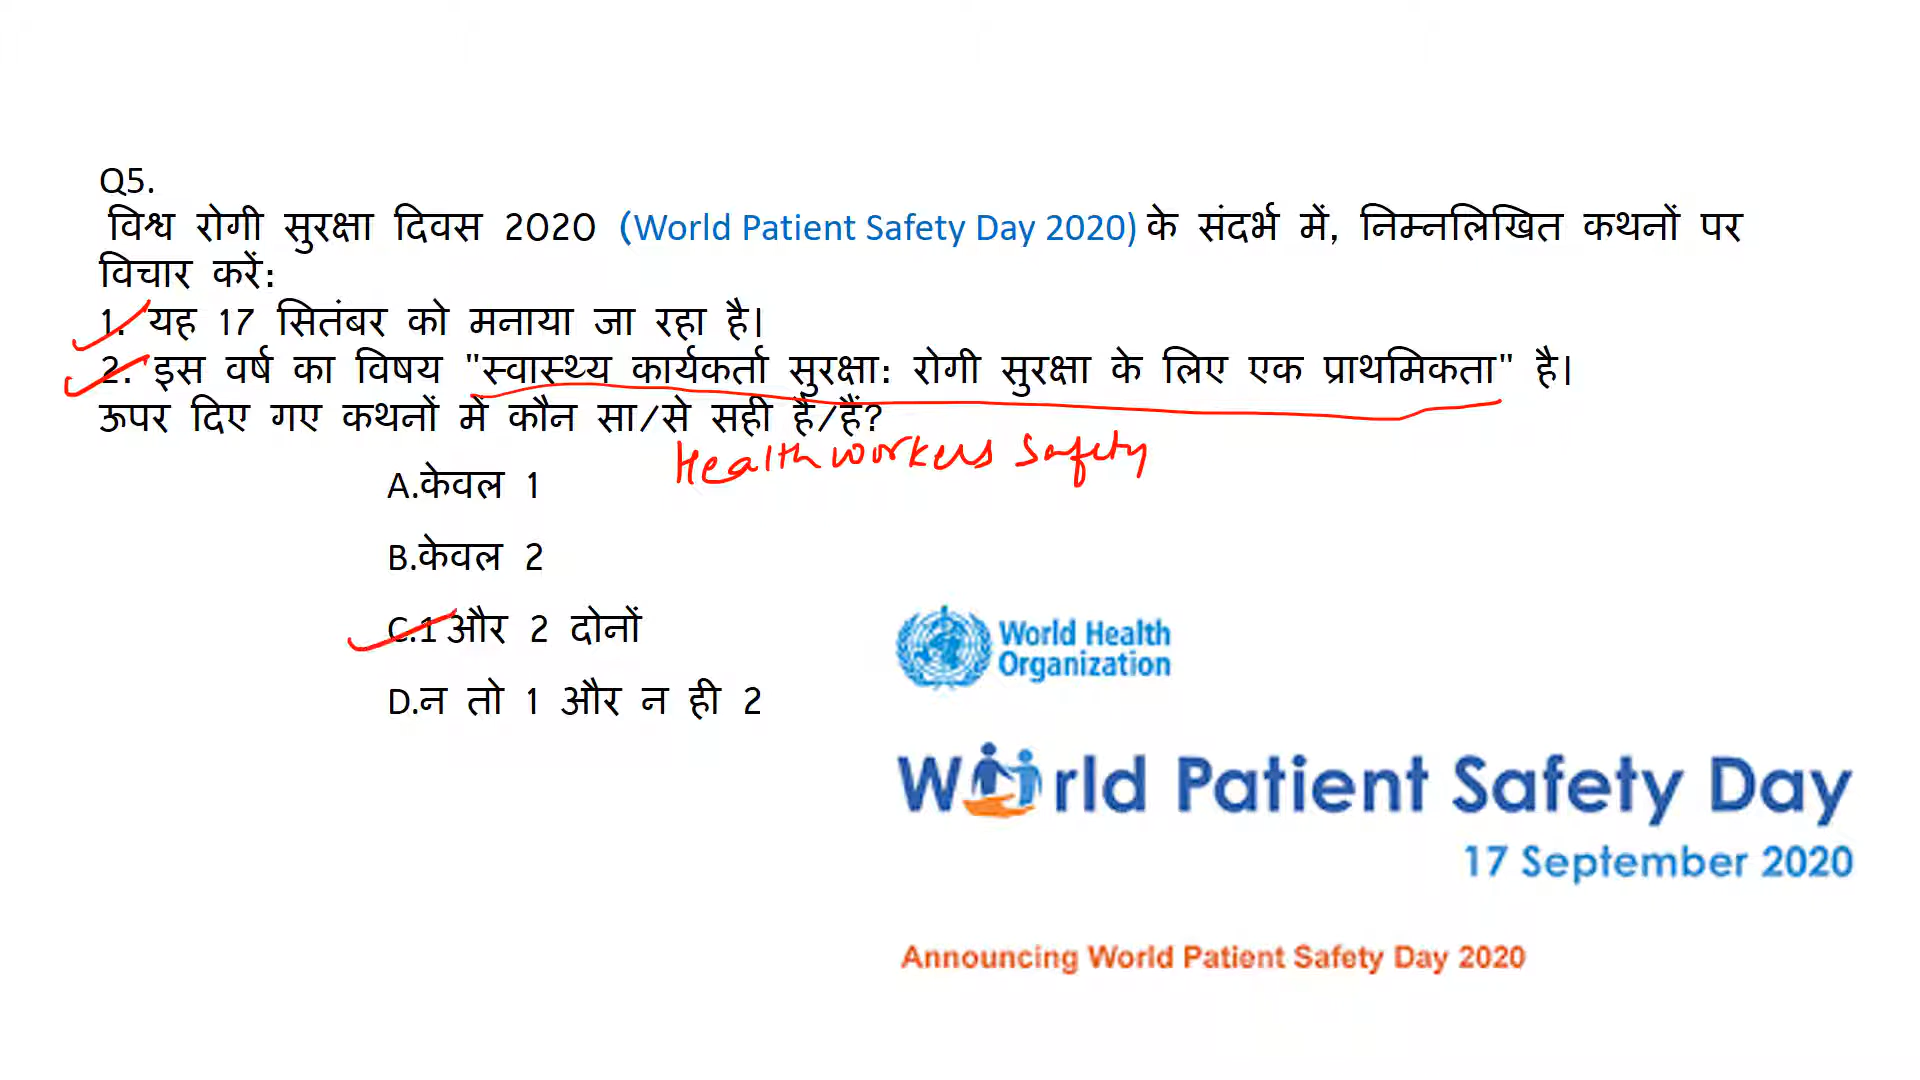 Q5.
विश्व रोगी सुरक्षा दिवस 2020 (World Patient Safety Day 2020) के संदर्भ में, निम्नलिखित कथनों पर
विचार करें:
1. यह 17 सितंबर को मनाया जा रहा है।
2. इस वर्ष का विषय "स्वास्थ्य कार्यकर्ता सुरक्षा: रोगी सुरक्षा के लिए एक प्राथमिकता" है।
ऊपर दिए गए कथनों में कौन सा/से सही है/हैं?
Health workers Safety
A.केवल 1
B.केवल 2
C.1 और 2 दोनों
D.न तो 1 और न ही 2
World Health
Organization
World Patient Safety Day
17 September 2020
Announcing World Patient Safety Day 2020